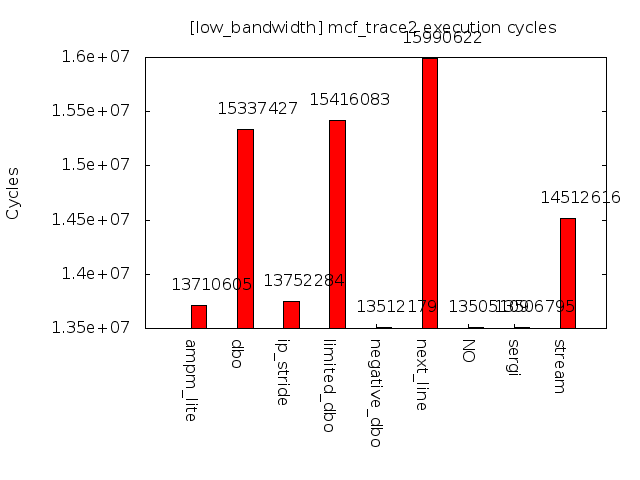 [low_bandwidth] mcf_trace2 execution cycles
15990622
1.6e+07
15416083
1.55e+07
15337427
1.5e+07
Cycles
14512616
1.45e+07
1.4e+07
13710605
13752284
13512179
13505109
13506795
1.35e+07
ampm_lite
dbo
ip_stride
limited_dbo
negative_dbo
next_line
NO
sergi
stream